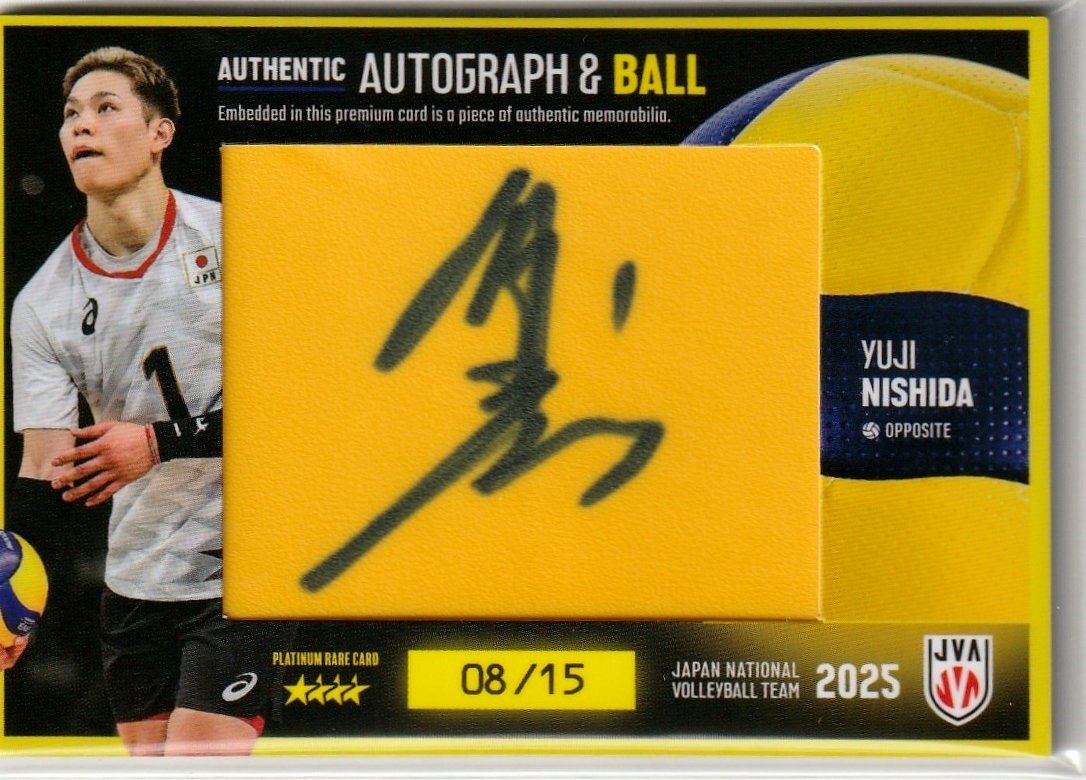 AUTHENTIC AUTOGRAPH & BALL
Embedded in this premium card is a piece of authentic memorabilia.
JPN
1
YUJI
NISHIDA
OPPOSITE
PLATINUM RARE CARD
08/15
JAPAN NATIONAL
VOLLEYBALL TEAM
2025
JVA